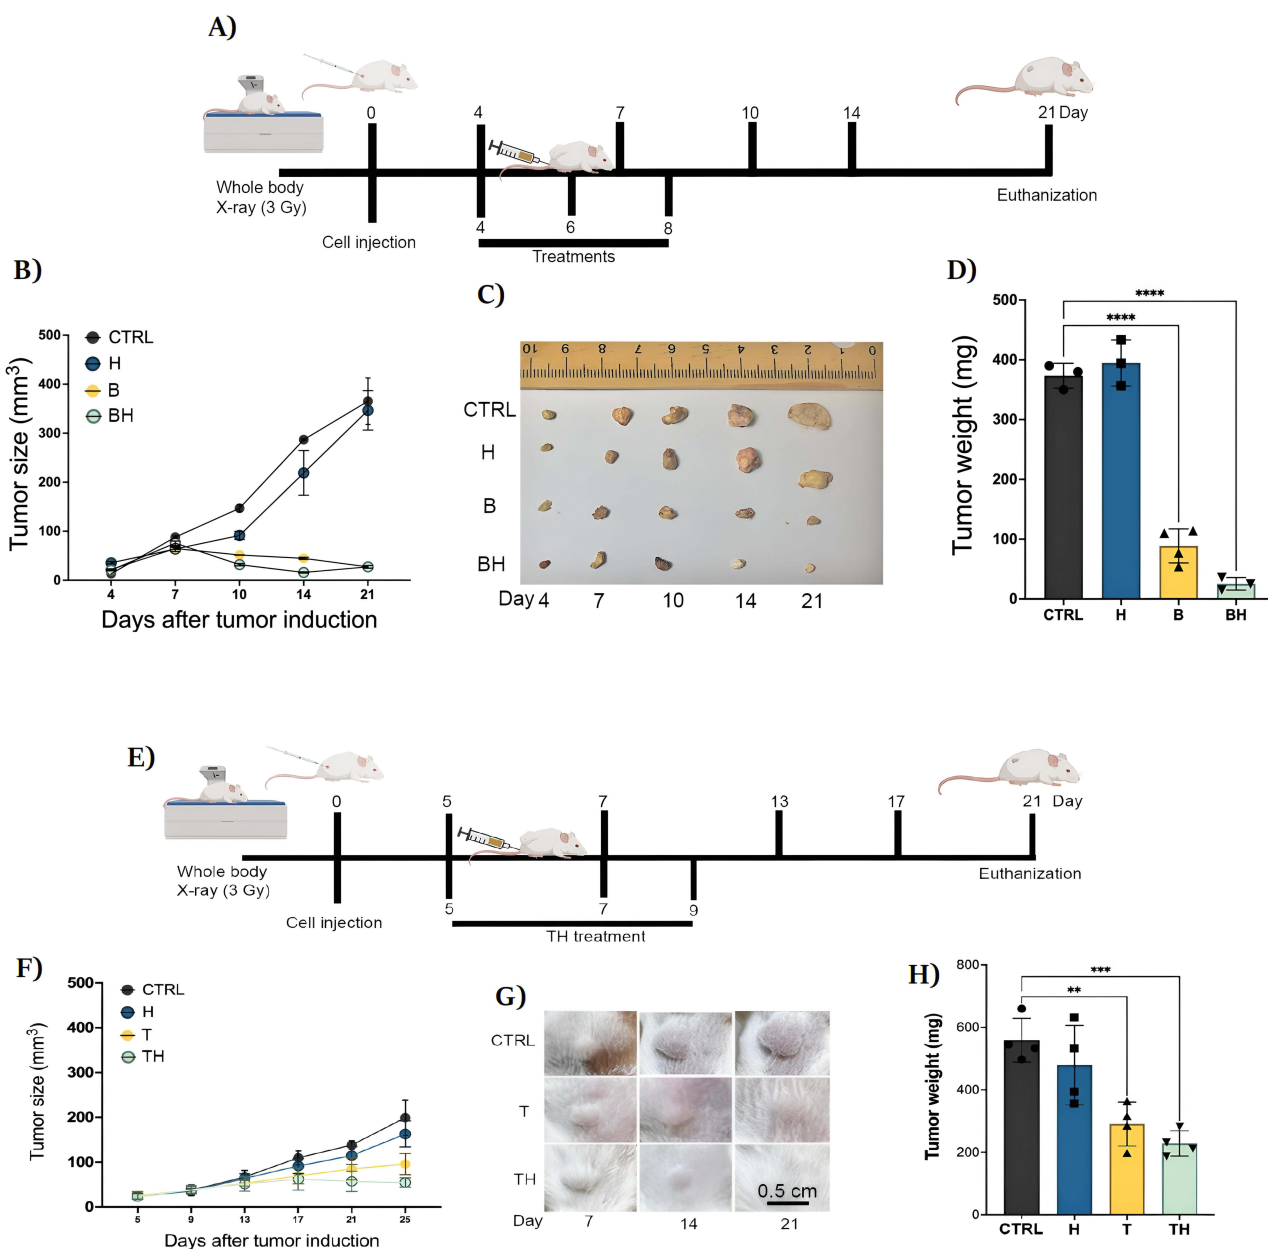 A)
0
4
7
10
14
21 Day
Whole body
X-ray (3 Gy)
Cell injection
4
6
8
Treatments
Euthanization
B)
Tumor size (mm³)
500
400
300
200
100
0
CTRL
H
B
BH
4
7
10
14
21
Days after tumor induction
C)
10 9 8 7 6 5 4 3 2 1 0
CTRL
H
B
BH
Day 4 7 10 14 21
D)
Tumor weight (mg)
500
400
300
200
100
0
****
****
CTRL H B BH
E)
0
5
7
13
17
21 Day
Whole body
X-ray (3 Gy)
Cell injection
5
7
9
TH treatment
Euthanization
F)
Tumor size (mm³)
500
400
300
200
100
0
CTRL
H
T
TH
5 9 13 17 21 25
Days after tumor induction
G)
CTRL
T
TH
0.5 cm
Day 7 14 21
H)
Tumor weight (mg)
800
600
400
200
0
***
**
CTRL H T TH